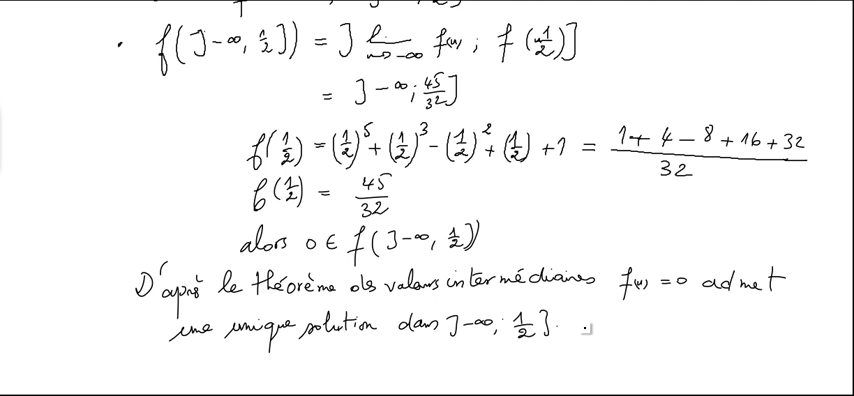 . f(]-∞, 1/2]) = ] lim x→-∞ f(x) ; f(1/2)]
= ]-∞ ; 45/32]
f(1/2) = (1/2)^5 + (1/2)^3 - (1/2)^2 + (1/2) + 1 = (1 + 4 - 8 + 16 + 32)/32
f(1/2) = 45/32
alors 0 ∈ f(]-∞, 1/2])
D'après le théorème des valeurs intermédiaires f(x) = 0 admet
une unique solution dans ]-∞; 1/2].